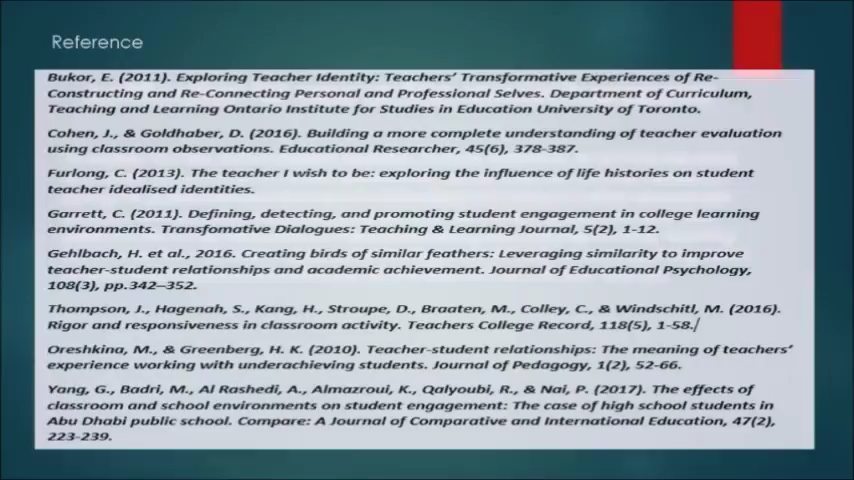 Reference
Bukor, E. (2011). Exploring Teacher Identity: Teachers' Transformative Experiences of Re-
Constructing and Re-Connecting Personal and Professional Selves. Department of Curriculum,
Teaching and Learning Ontario Institute for Studies in Education University of Toronto.
Cohen, J., & Goldhaber, D. (2016). Building a more complete understanding of teacher evaluation
using classroom observations. Educational Researcher, 45(6), 378-387.
Furlong, C. (2013). The teacher I wish to be: exploring the influence of life histories on student
teacher idealised identities.
Garrett, C. (2011). Defining, detecting, and promoting student engagement in college learning
environments. Transfomative Dialogues: Teaching & Learning Journal, 5(2), 1-12.
Gehlbach, H. et al., 2016. Creating birds of similar feathers: Leveraging similarity to improve
teacher-student relationships and academic achievement. Journal of Educational Psychology,
108(3), pp.342–352.
Thompson, J., Hagenah, S., Kang, H., Stroupe, D., Braaten, M., Colley, C., & Windschitl, M. (2016).
Rigor and responsiveness in classroom activity. Teachers College Record, 118(5), 1-58.
Oreshkina, M., & Greenberg, H. K. (2010). Teacher-student relationships: The meaning of teachers'
experience working with underachieving students. Journal of Pedagogy, 1(2), 52-66.
Yang, G., Badri, M., Al Rashedi, A., Almazroui, K., Qalyoubi, R., & Nai, P. (2017). The effects of
classroom and school environments on student engagement: The case of high school students in
Abu Dhabi public school. Compare: A Journal of Comparative and International Education, 47(2),
223-239.